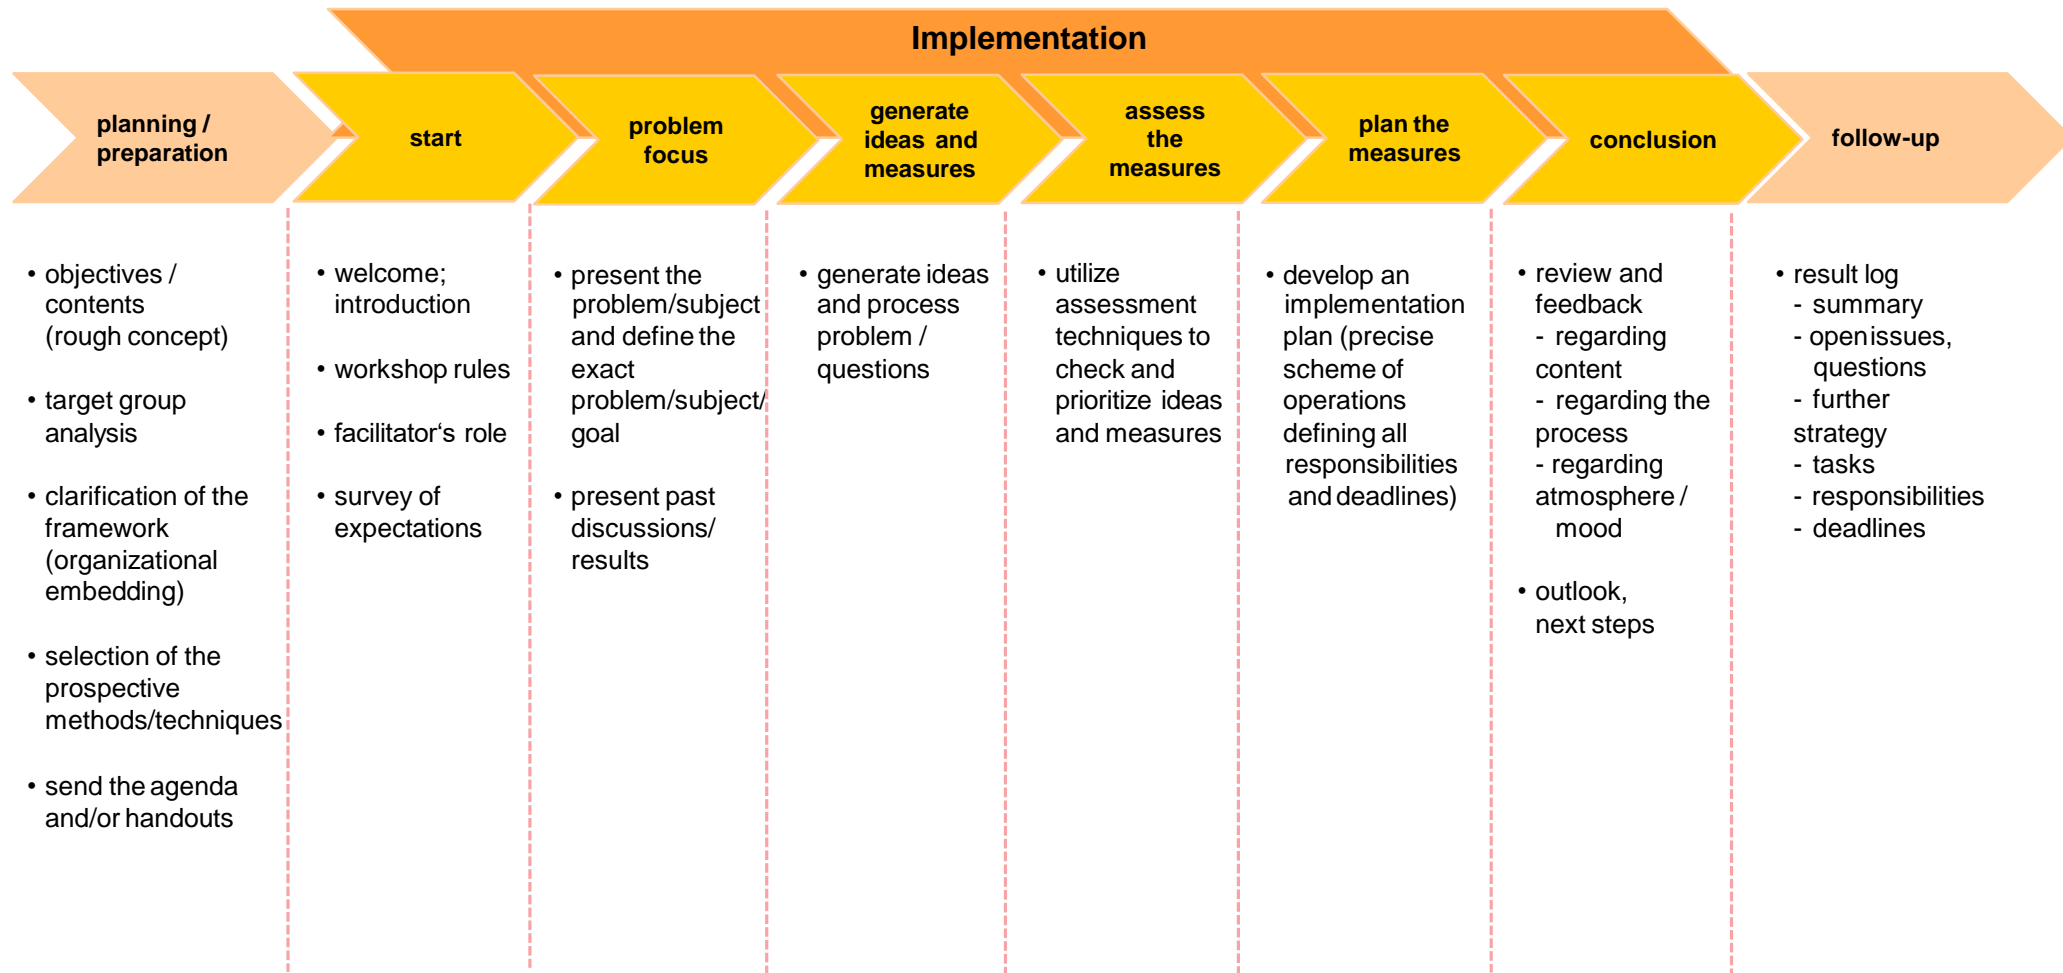 Implementation
planning /
preparation
start
problem
focus
generate
ideas and
measures
assess
the
measures
plan the
measures
conclusion
follow-up
• objectives /
contents
(rough concept)
• target group
analysis
• clarification of the
framework
(organizational
embedding)
• selection of the
prospective
methods/techniques
• send the agenda
and/or handouts
• welcome;
introduction
• workshop rules
• facilitator‘s role
• survey of
expectations
• present the
problem/subject
and define the
exact
problem/subject/
goal
• present past
discussions/
results
• generate ideas
and process
problem /
questions
• utilize
assessment
techniques to
check and
prioritize ideas
and measures
• develop an
implementation
plan (precise
scheme of
operations
defining all
responsibilities
and deadlines)
• review and
feedback
- regarding
content
- regarding the
process
- regarding
atmosphere /
mood
• outlook,
next steps
• result log
- summary
- openissues,
questions
- further
strategy
- tasks
- responsibilities
- deadlines